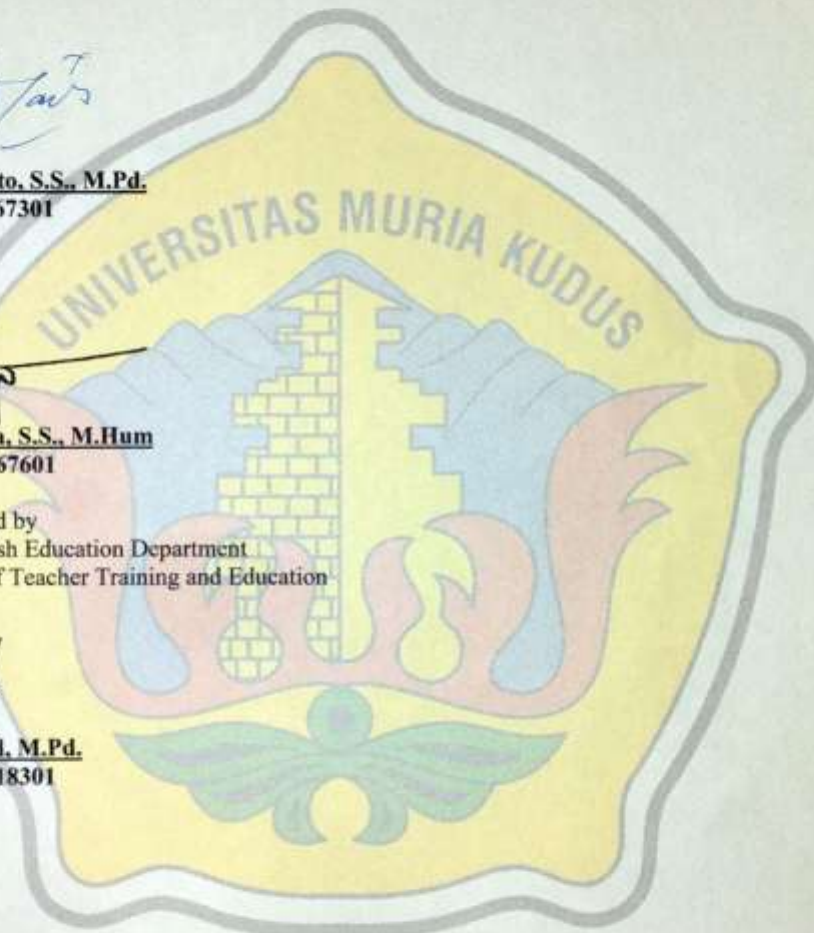 to, S.S., M.Pd.
67301
UNIVERSITAS MURIA KUDUS
S.S., M.Hum
67601
d by
sh Education Department
f Teacher Training and Education
M.Pd.
18301